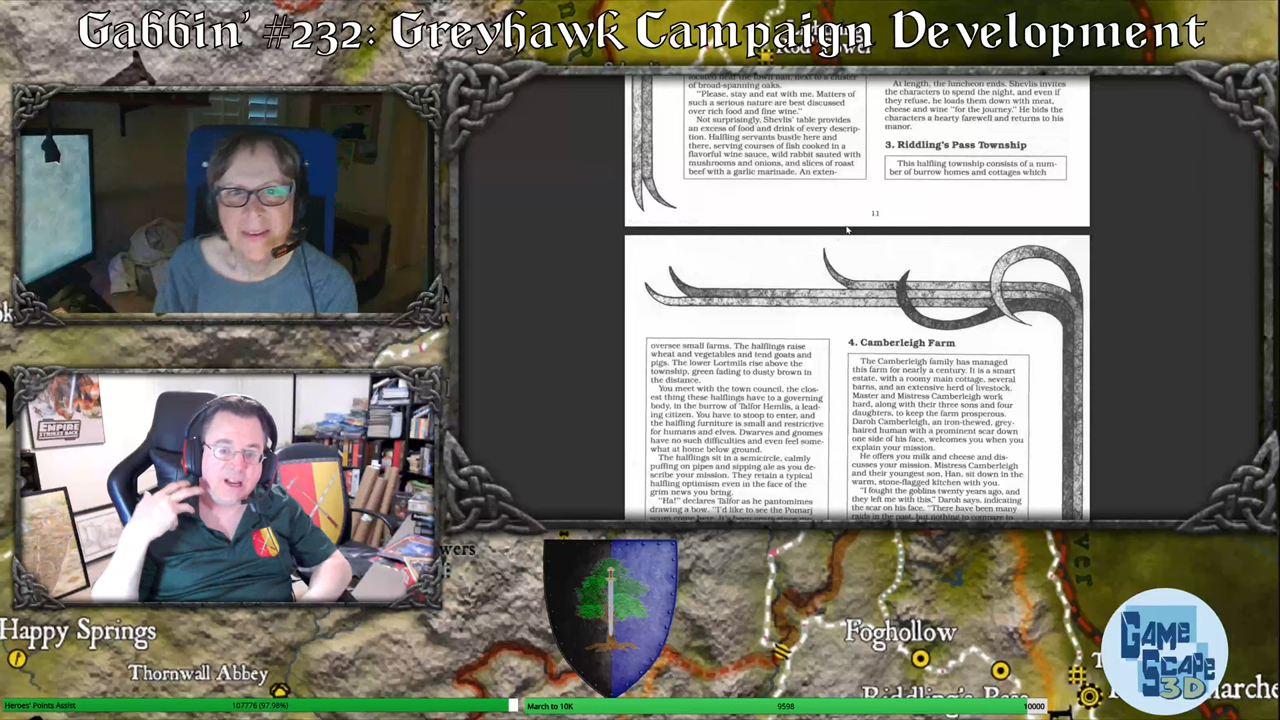 Gabbin' #232: Greyhawk Campaign Development
of broad-spanning oaks.
"Please, stay and eat with me. Matters of
such a serious nature are best discussed
over rich food and fine wine."
Not surprisingly, Shevlis' table provides
an excess of food and drink of every descrip-
tion. Halfling servants bustle here and
there, serving courses of fish cooked in a
flavorful wine sauce, wild rabbit sauted with
mushrooms and onions, and slices of roast
beef with a garlic marinade. An exten-
At length, the luncheon ends. Shevlis invites
the characters to spend the night, and even if
they refuse, he loads them down with meat,
cheese and wine "for the journey." He bids the
characters a hearty farewell and returns to his
manor.
3. Riddling's Pass Township
This halfling township consists of a num-
ber of burrow homes and cottages which
11
oversee small farms. The halflings raise
wheat and vegetables and tend goats and
pigs. The lower Lortmils rise above the
township, green fading to dusty brown in
the distance.
You meet with the town council, the clos-
est thing these halflings have to a governing
body, in the burrow of Talfor Hemlis, a lead-
ing citizen. You have to stoop to enter, and
the halfling furniture is small and restrictive
for humans and elves. Dwarves and gnomes
have no such difficulties and even feel some-
what at home below ground.
The halflings sit in a semicircle, calmly
puffing on pipes and sipping ale as you de-
scribe your mission. They retain a typical
halfling optimism even in the face of the
grim news you bring.
"Ha!" declares Talfor as he pantomimes
drawing a bow. "I'd like to see the Pomarj
4. Camberleigh Farm
The Camberleigh family has managed
this farm for nearly a century. It is a smart
estate, with a roomy main cottage, several
barns, and an extensive herd of livestock.
Master and Mistress Camberleigh work
hard, along with their three sons and four
daughters, to keep the farm prosperous.
Daroh Camberleigh, an iron-thewed, grey-
haired human with a prominent scar down
one side of his face, welcomes you when you
explain your mission.
He offers you milk and cheese and dis-
cusses your mission. Mistress Camberleigh
and their youngest son, Han, sit down in the
warm, stone-flagged kitchen with you.
"I fought the goblins twenty years ago, and
they left me with this," Daroh says, indicating
the scar on his face. "There have been many
raids in the past, but nothing to compare to
EMPIRE
STRIKES BACK
Happy Springs
Thornwall Abbey
Foghollow
Riddling's Pass
GAME
SCAPE
3D
Heroes' Points Assist
107776 (97.98%)
March to 10K
9598
10000